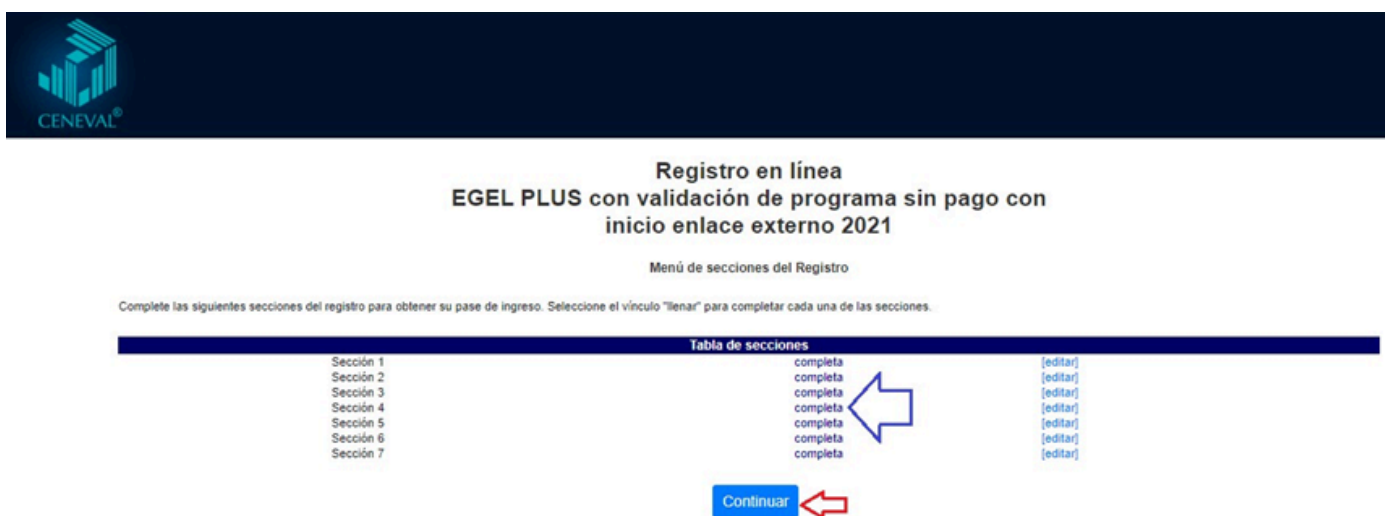 CENEVAL®
Registro en línea
EGEL PLUS con validación de programa sin pago con
inicio enlace externo 2021
Menú de secciones del Registro
Complete las siguientes secciones del registro para obtener su pase de ingreso. Seleccione el vínculo "llenar" para completar cada una de las secciones.
Tabla de secciones
Sección 1 completa [editar]
Sección 2 completa [editar]
Sección 3 completa [editar]
Sección 4 completa [editar]
Sección 5 completa [editar]
Sección 6 completa [editar]
Sección 7 completa [editar]
Continuar